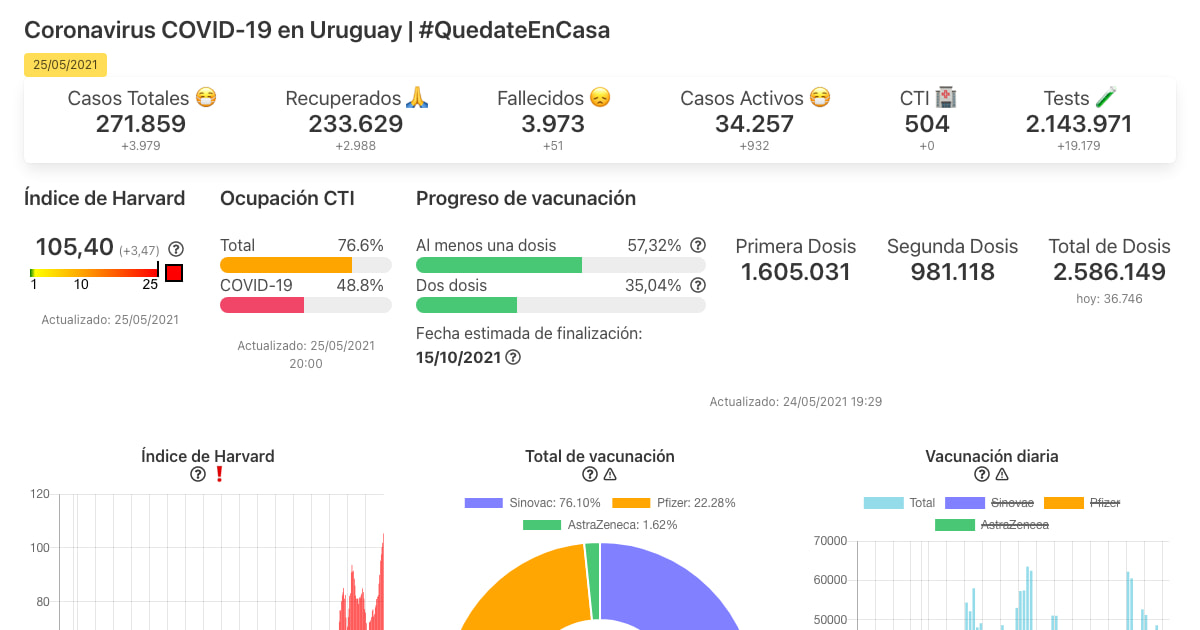 Coronavirus COVID-19 en Uruguay | #QuedateEnCasa
25/05/2021
Casos Totales 😷
271.859
+3.979
Recuperados 🙏
233.629
+2.988
Fallecidos 😞
3.973
+51
Casos Activos 😷
34.257
+932
CTI 🏥
504
+0
Tests 🧪
2.143.971
+19.179
Índice de Harvard
105,40 (+3,47)
1 10 25
Actualizado: 25/05/2021
Ocupación CTI
Total 76.6%
COVID-19 48.8%
Actualizado: 25/05/2021
20:00
Progreso de vacunación
Al menos una dosis 57,32%
Dos dosis 35,04%
Fecha estimada de finalización:
15/10/2021
Primera Dosis
1.605.031
Segunda Dosis
981.118
Total de Dosis
2.586.149
hoy: 36.746
Actualizado: 24/05/2021 19:29
Índice de Harvard
❗
120
100
80
Total de vacunación
Sinovac: 76.10% Pfizer: 22.28%
AstraZeneca: 1.62%
Vacunación diaria
Total Sinovac Pfizer
AstraZeneca
70000
60000
50000